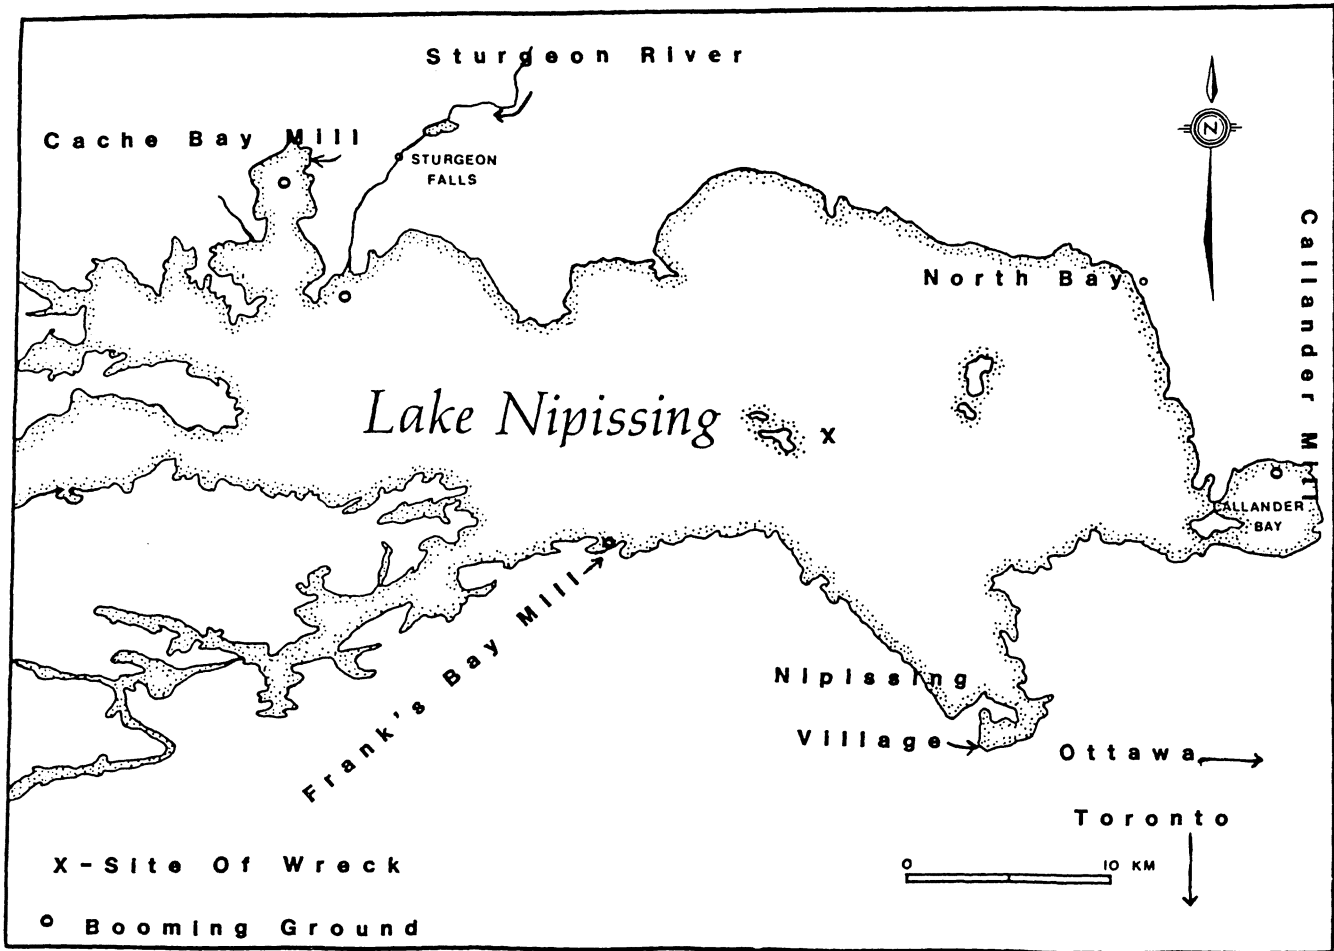 Sturgeon River
Cache Bay Mill
STURGEON
FALLS
N
Callander Mill
North Bay
Lake Nipissing
X
CALLANDER
BAY
Frank's Bay Mill
Nipissing
Village
Ottawa
Toronto
X-Site Of Wreck
0 10 KM
Booming Ground